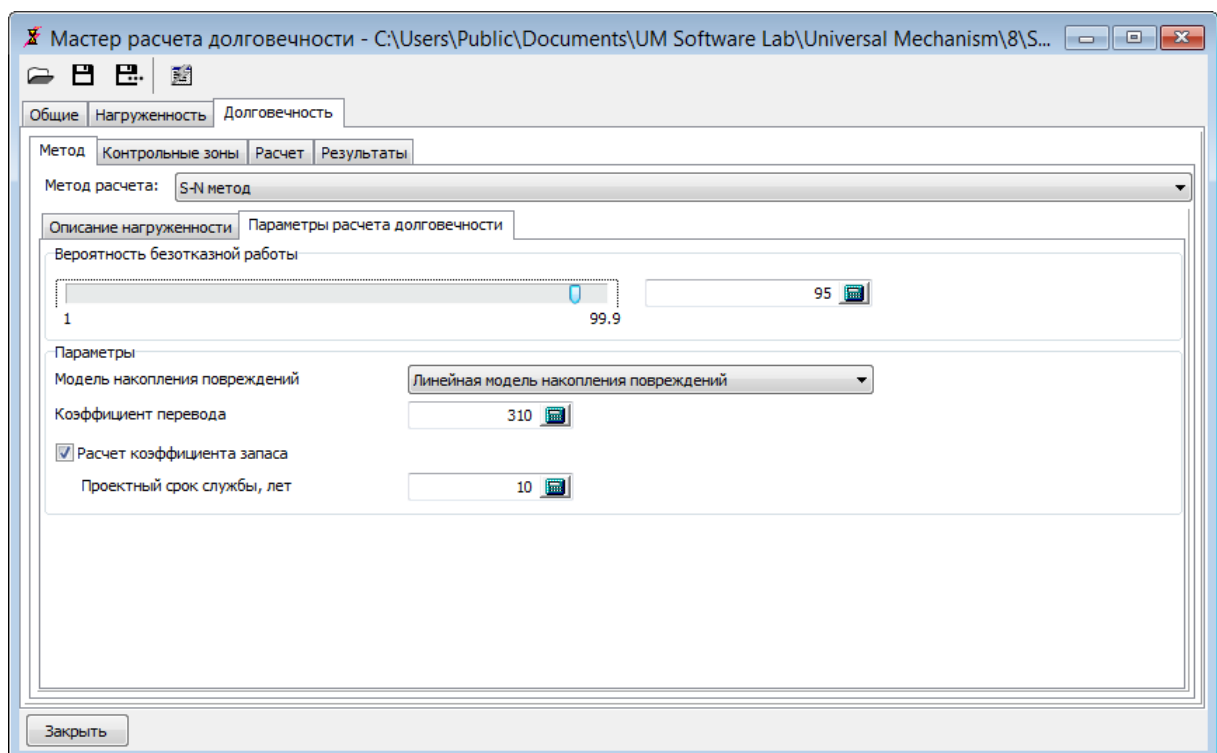 Мастер расчета долговечности - C:\Users\Public\Documents\UM Software Lab\Universal Mechanism\8\S...
Общие Нагруженность Долговечность
Метод Контрольные зоны Расчет Результаты
Метод расчета: S-N метод
Описание нагруженности Параметры расчета долговечности
Вероятность безотказной работы
95
1 99.9
Параметры
Модель накопления повреждений Линейная модель накопления повреждений
Коэффициент перевода 310
Расчет коэффициента запаса
Проектный срок службы, лет 10
Закрыть